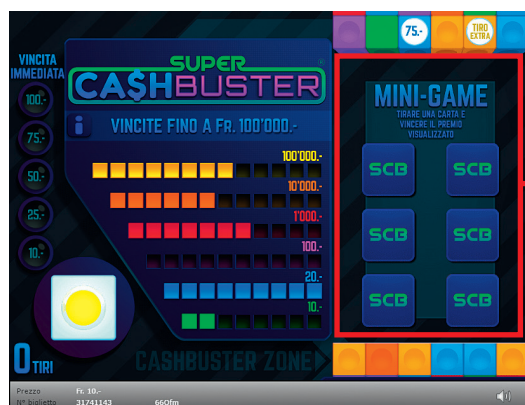 VINCITA
IMMEDIATA
100.-
75.-
50.-
25.-
10.-
SUPER
CA$HBUSTER
i
VINCITE FINO A FR. 100'000.-
100'000.-
10'000.-
1'000.-
100.-
20.-
10.-
75.-
TIRO
EXTRA
MINI-GAME
TIRARE UNA CARTA E
VINCERE IL PREMIO
VISUALIZZATO
SCB SCB
SCB SCB
SCB SCB
0 TIRI
CASHBUSTER ZONE
Prezzo Fr. 10.-
N° biglietto 31741143 660fm